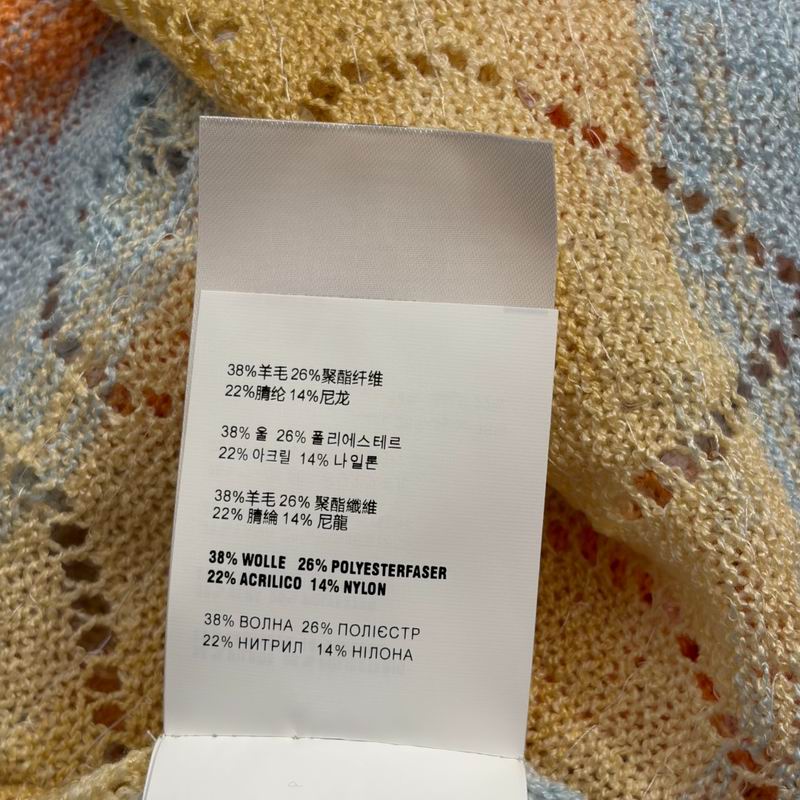 38%羊毛 26%聚酯纤维
22%腈纶 14%尼龙
38% 울 26% 폴리에스테르
22% 아크릴 14% 나일론
38%羊毛 26% 聚酯纖維
22% 腈綸 14% 尼龍
38% WOLLE 26% POLYESTERFASER
22% ACRILICO 14% NYLON
38% ВОЛНА 26% ПОЛІЄСТР
22% НИТРИЛ 14% НІЛОНА